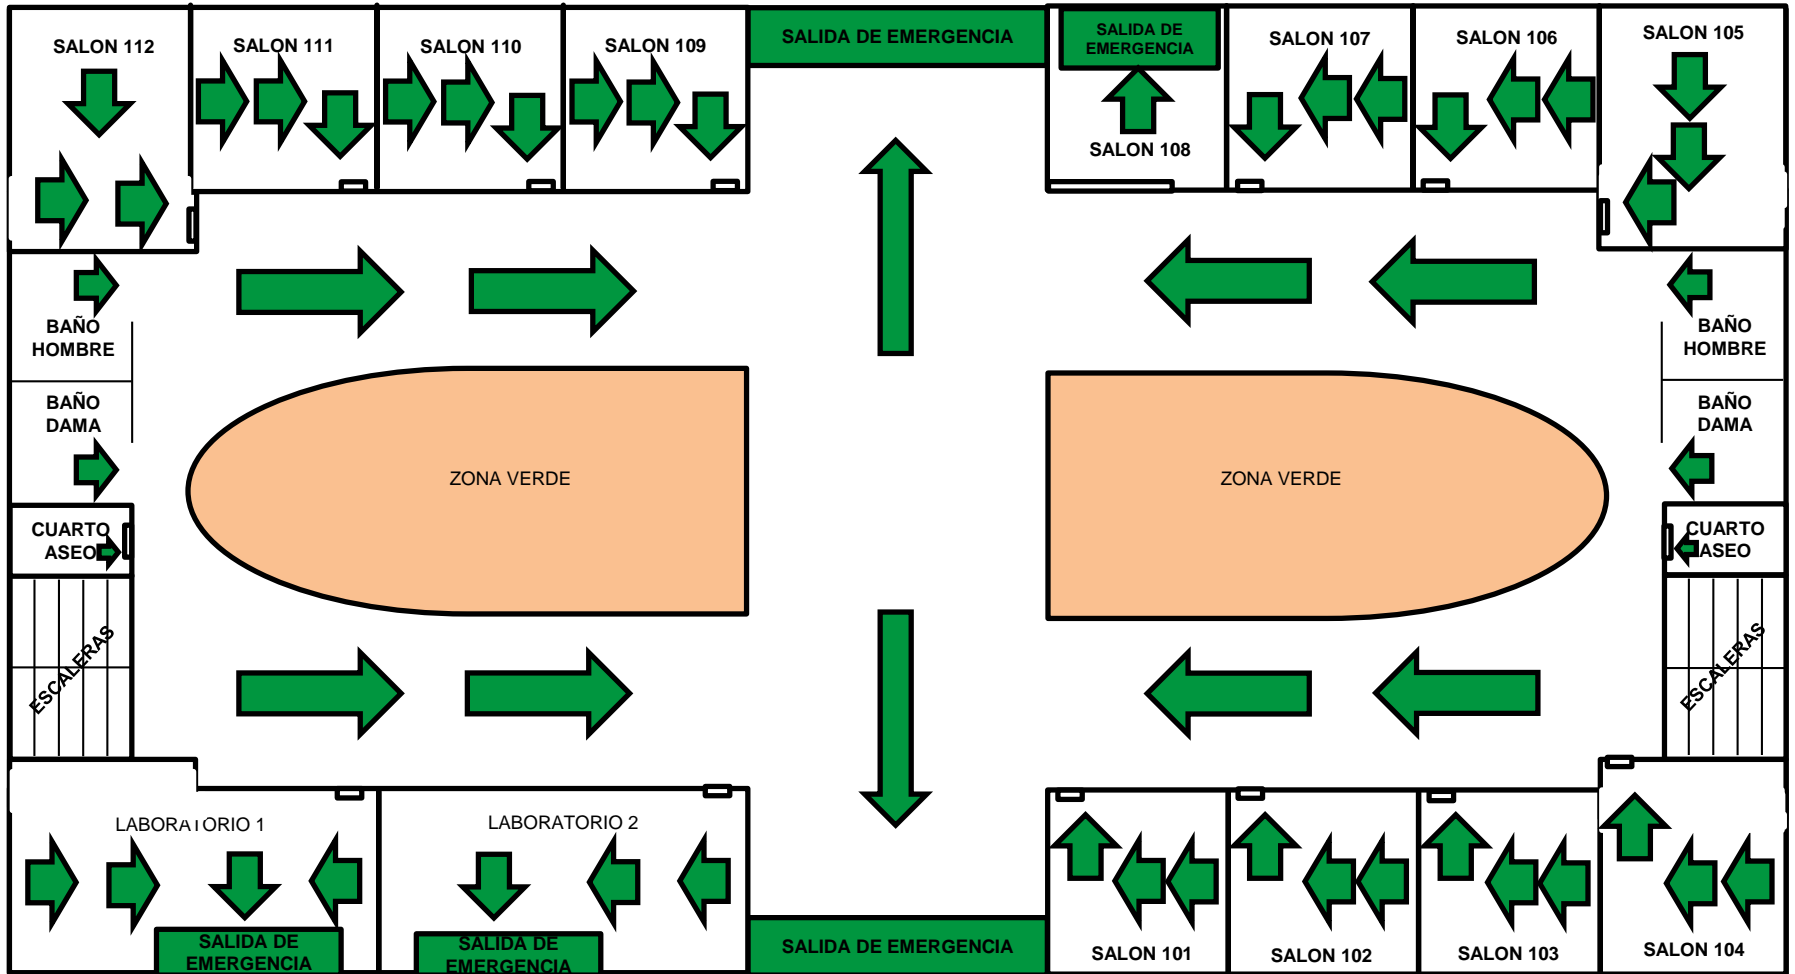 SALON 112
SALON 111
SALON 110
SALON 109
SALIDA DE EMERGENCIA
SALIDA DE
EMERGENCIA
SALON 108
SALON 107
SALON 106
SALON 105
BAÑO
HOMBRE
BAÑO
DAMA
CUARTO
ASEO
ESCALERAS
ZONA VERDE
ZONA VERDE
BAÑO
HOMBRE
BAÑO
DAMA
CUARTO
ASEO
ESCALERAS
LABORATORIO 1
SALIDA DE
EMERGENCIA
LABORATORIO 2
SALIDA DE
EMERGENCIA
SALIDA DE EMERGENCIA
SALON 101
SALON 102
SALON 103
SALON 104